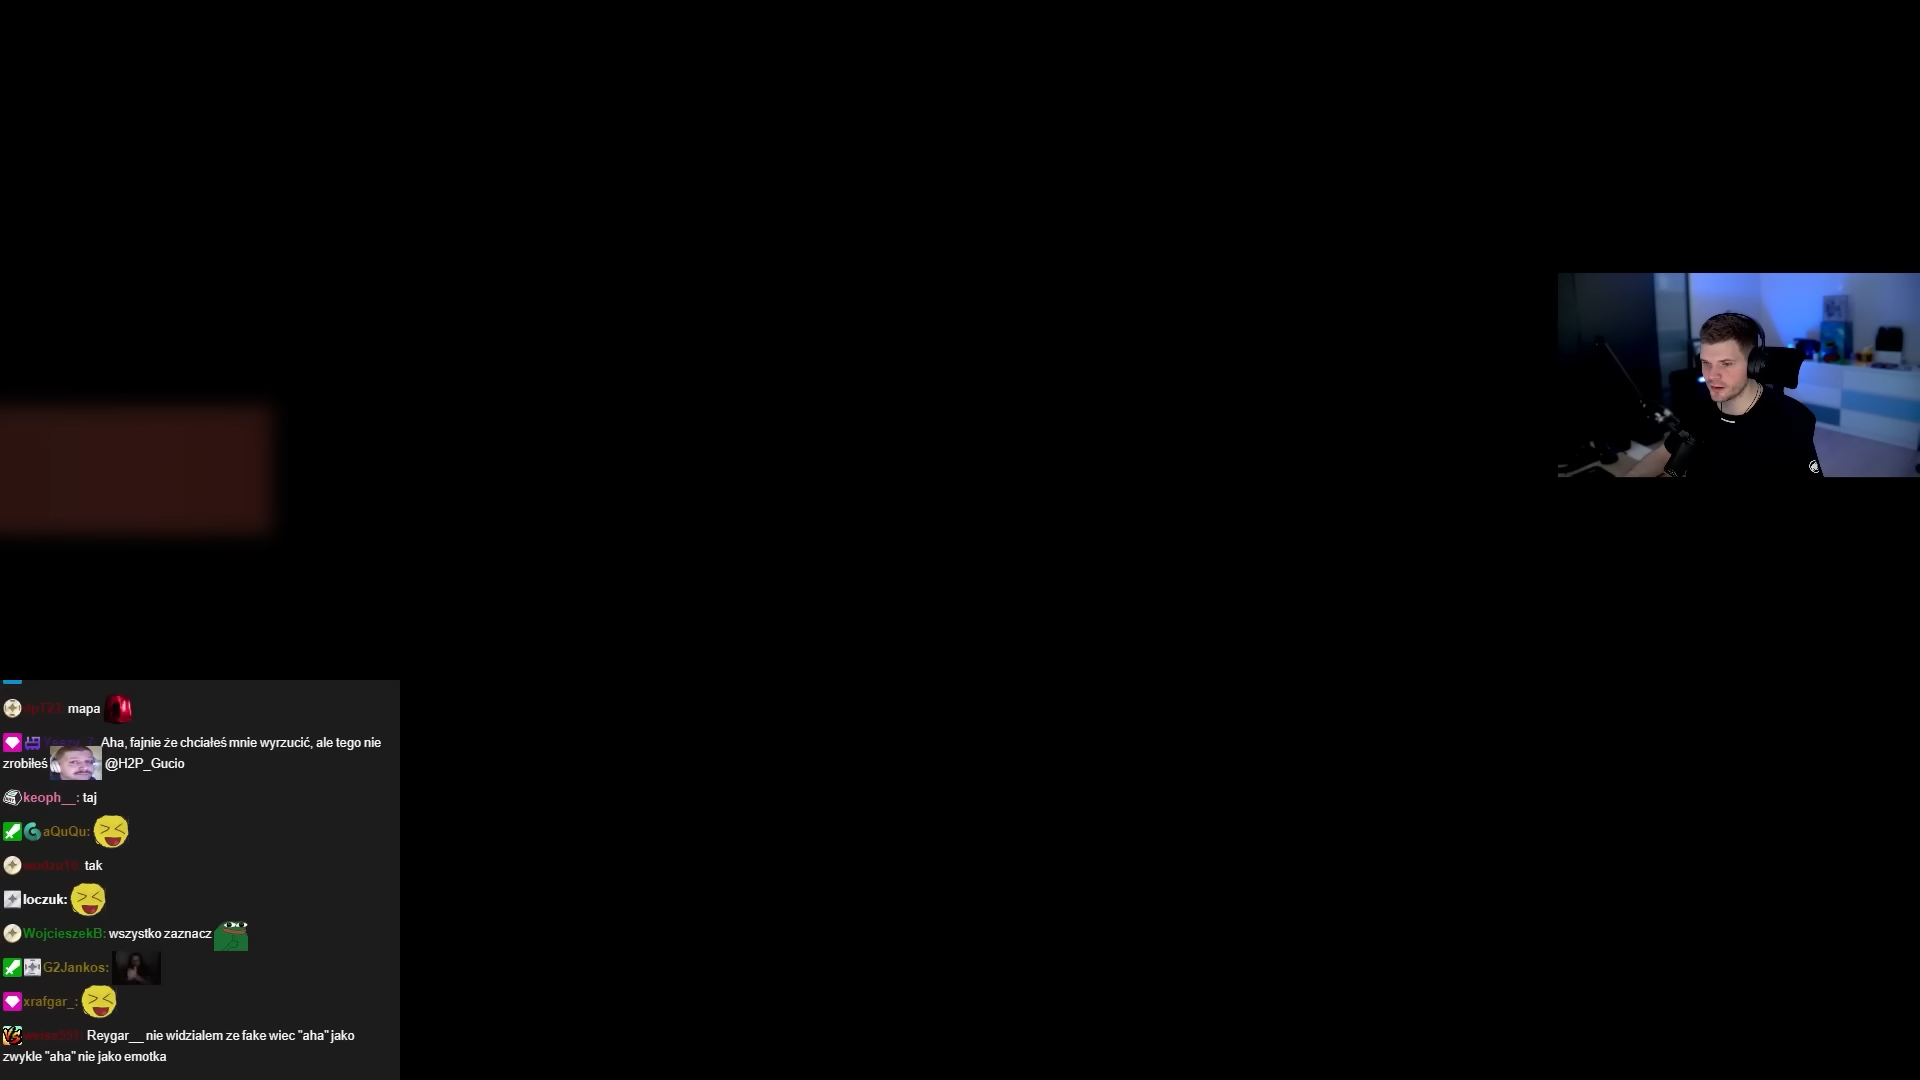 mapa
Aha, fajnie że chciałeś mnie wyrzucić, ale tego nie
zrobiłeś @H2P_Gucio
keoph__: taj
aQuQu:
tak
loczuk:
WojcieszekB: wszystko zaznacz
G2Jankos:
xrafgar_:
Reygar__ nie widzialem ze fake wiec "aha" jako
zwykle "aha" nie jako emotka